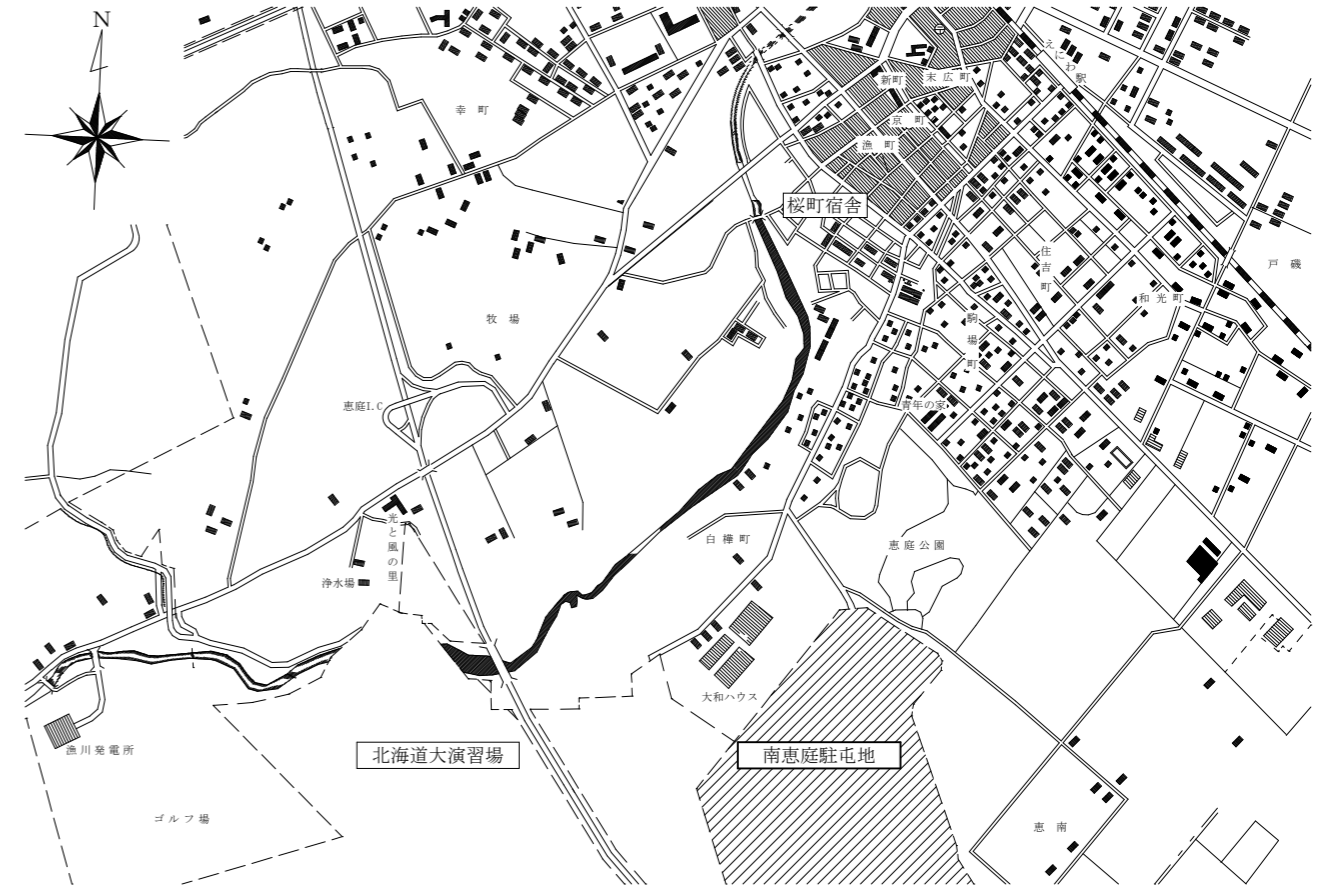 N
えにわ駅
新町
末広町
幸町
京町
漁町
桜町宿舎
住吉町
戸磯
和光町
牧場
駒場町
恵庭I.C
青年の家
光と風の里
白樺町
恵庭公園
浄水場
大和ハウス
漁川発電所
北海道大演習場
南恵庭駐屯地
ゴルフ場
恵南